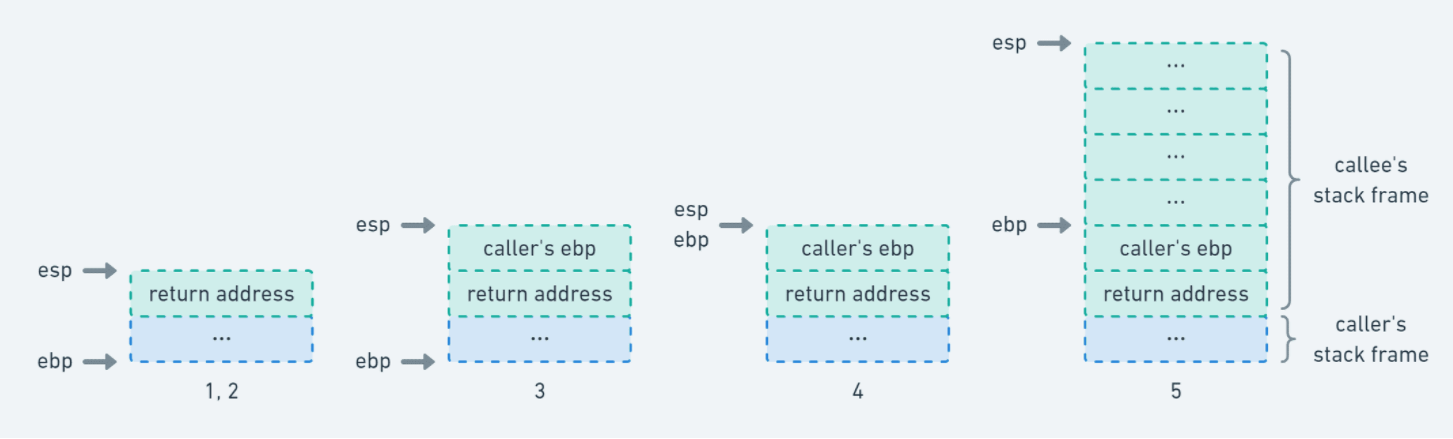 esp
return address
...
ebp
1, 2
esp
caller's ebp
return address
...
ebp
3
esp
ebp
caller's ebp
return address
...
4
esp
...
...
...
...
ebp
caller's ebp
return address
...
5
callee's
stack frame
caller's
stack frame